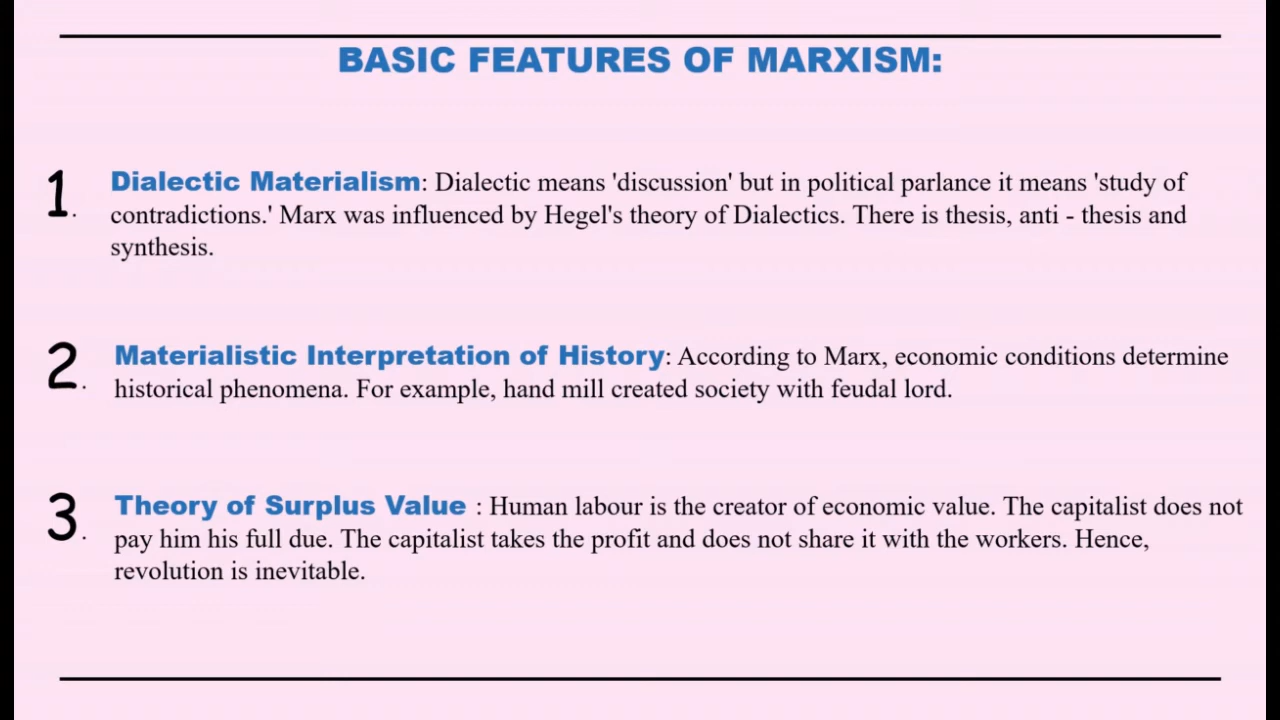 BASIC FEATURES OF MARXISM:
1. Dialectic Materialism: Dialectic means 'discussion' but in political parlance it means 'study of
contradictions.' Marx was influenced by Hegel's theory of Dialectics. There is thesis, anti - thesis and
synthesis.
2. Materialistic Interpretation of History: According to Marx, economic conditions determine
historical phenomena. For example, hand mill created society with feudal lord.
3. Theory of Surplus Value : Human labour is the creator of economic value. The capitalist does not
pay him his full due. The capitalist takes the profit and does not share it with the workers. Hence,
revolution is inevitable.